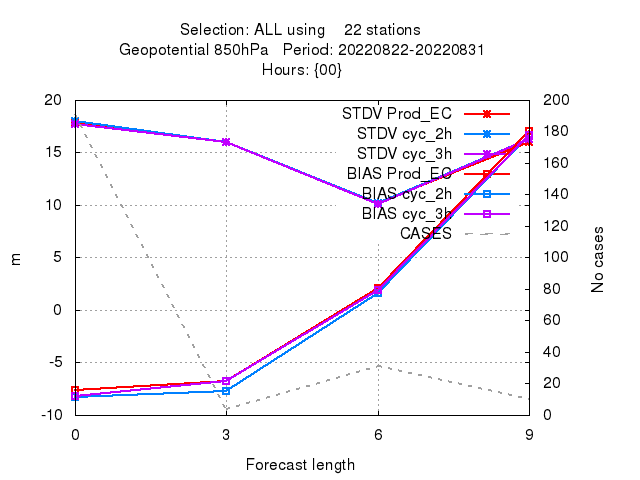 Selection: ALL using 22 stations
Geopotential 850hPa Period: 20220822-20220831
Hours: {00}
20
15
10
5
0
-5
-10
m
200
180
160
140
120
100
80
60
40
20
0
No cases
STDV Prod_EC
STDV cyc_2h
STDV cyc_3h
BIAS Prod_EC
BIAS cyc_2h
BIAS cyc_3h
CASES
0 3 6 9
Forecast length